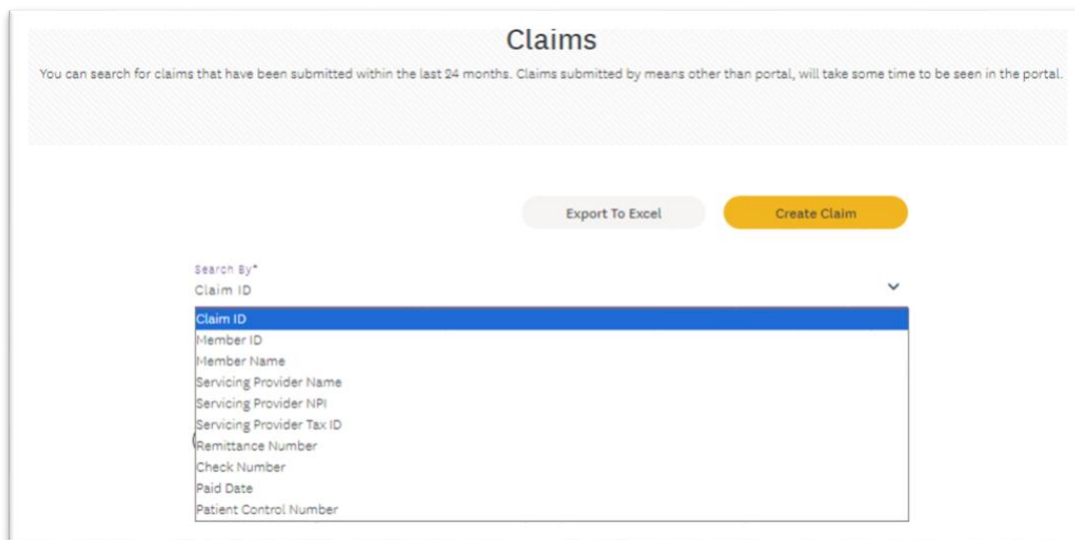 Claims
You can search for claims that have been submitted within the last 24 months. Claims submitted by means other than portal, will take some time to be seen in the portal.
Export To Excel
Create Claim
Search By*
Claim ID
Claim ID
Member ID
Member Name
Servicing Provider Name
Servicing Provider NPI
Servicing Provider Tax ID
Remittance Number
Check Number
Paid Date
Patient Control Number